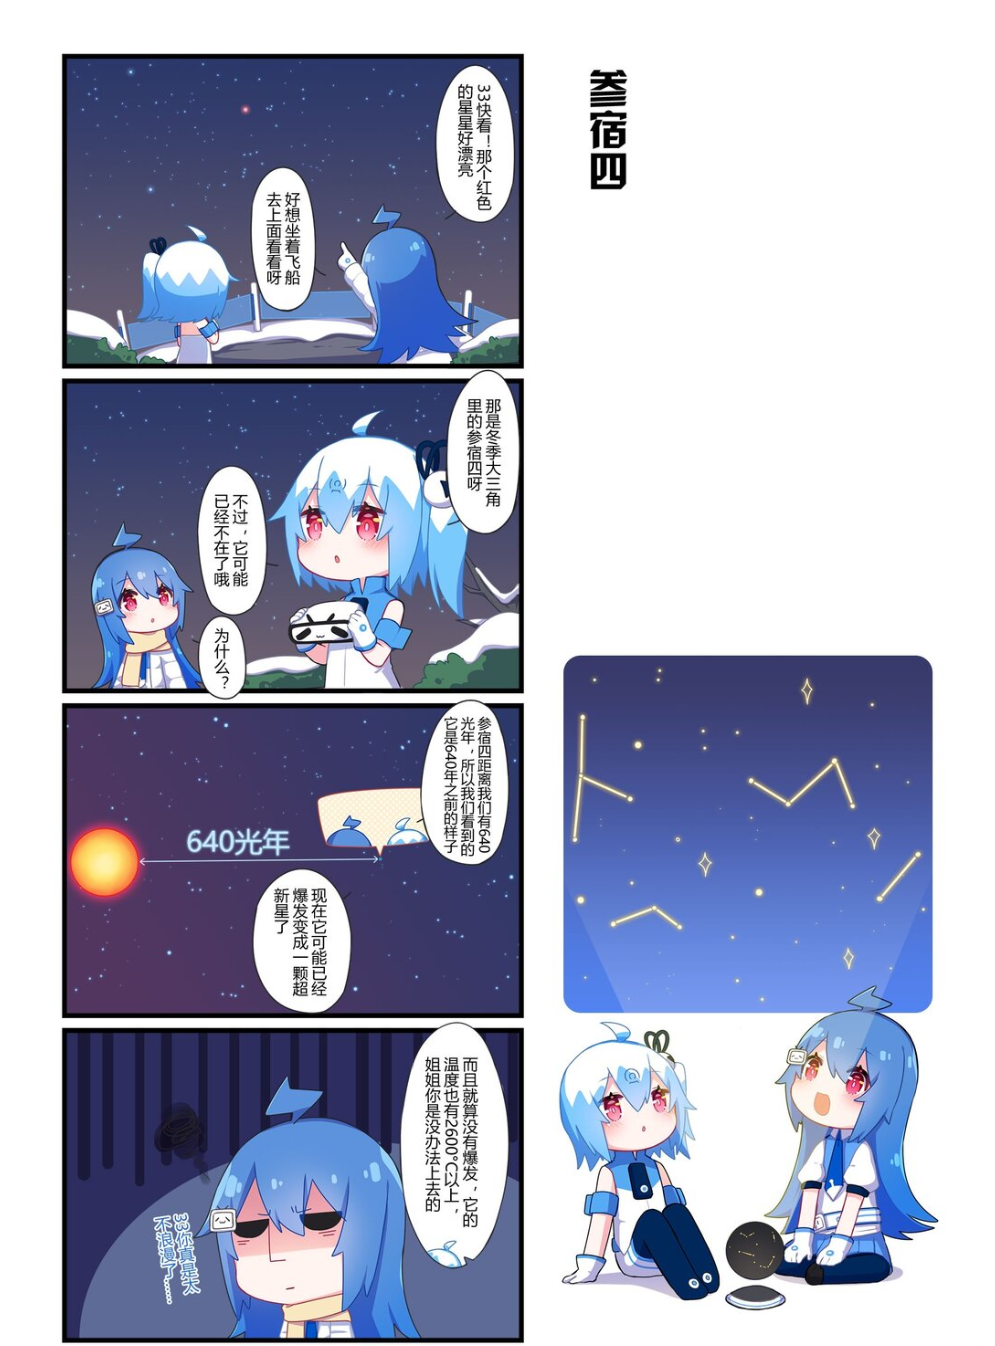 参宿四
33快看！那个红色
的星星好漂亮
好想坐着飞船
去上面看看呀
那是冬季大三角
里的参宿四呀
不过，它可能
已经不在了哦
为什么？
参宿四距离我们有640
光年，所以我们看到的
它是640年之前的样子
640光年
现在它可能已经
爆发变成一颗超
新星了
而且就算没有爆发，它的
温度也有2600°C以上，
姐姐你是没办法上去的
33你真是太
不浪漫了……